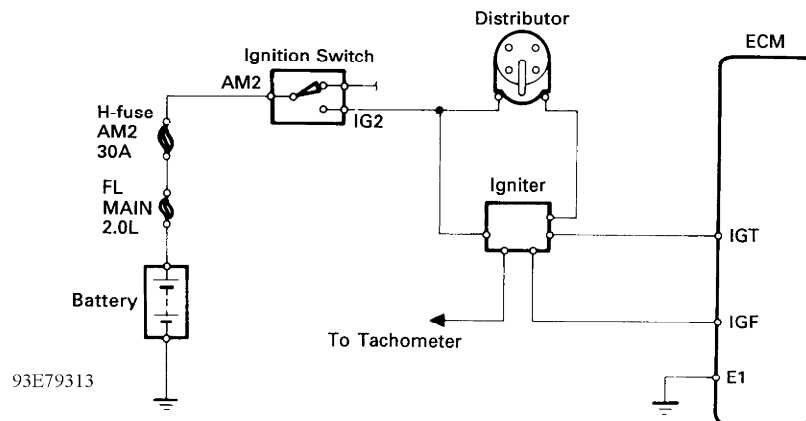 Distributor
ECM
Ignition Switch
AM2
IG2
H-fuse
AM2
30A
FL
MAIN
2.0L
Igniter
IGT
Battery
To Tachometer
IGF
E1
93E79313